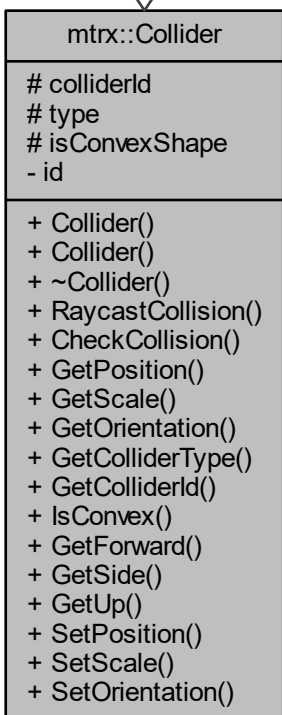 mtrx::Collider
# colliderId
# type
# isConvexShape
- id
+ Collider()
+ Collider()
+ ~Collider()
+ RaycastCollision()
+ CheckCollision()
+ GetPosition()
+ GetScale()
+ GetOrientation()
+ GetColliderType()
+ GetColliderId()
+ IsConvex()
+ GetForward()
+ GetSide()
+ GetUp()
+ SetPosition()
+ SetScale()
+ SetOrientation()